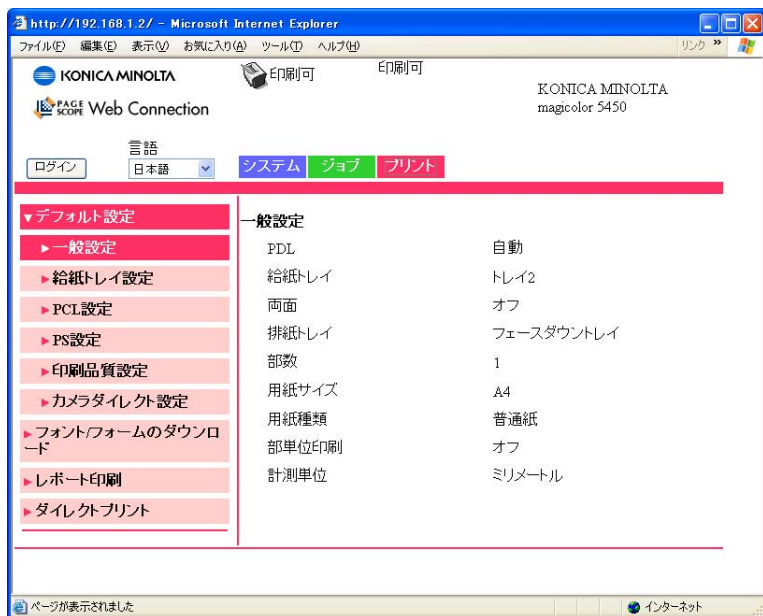 http://192.168.1.2/ - Microsoft Internet Explorer
ファイル(F) 編集(E) 表示(V) お気に入り(A) ツール(T) ヘルプ(H) リンク »
KONICA MINOLTA
印刷可 印刷可
KONICA MINOLTA
magicolor 5450
PAGE SCOPE Web Connection
言語
ログイン 日本語 システム ジョブ プリント
▼デフォルト設定
►一般設定
►給紙トレイ設定
►PCL設定
►PS設定
►印刷品質設定
►カメラダイレクト設定
►フォント/フォームのダウンロ
ード
►レポート印刷
►ダイレクトプリント
一般設定
PDL 自動
給紙トレイ トレイ2
両面 オフ
排紙トレイ フェースダウントレイ
部数 1
用紙サイズ A4
用紙種類 普通紙
部単位印刷 オフ
計測単位 ミリメートル
ページが表示されました インターネット